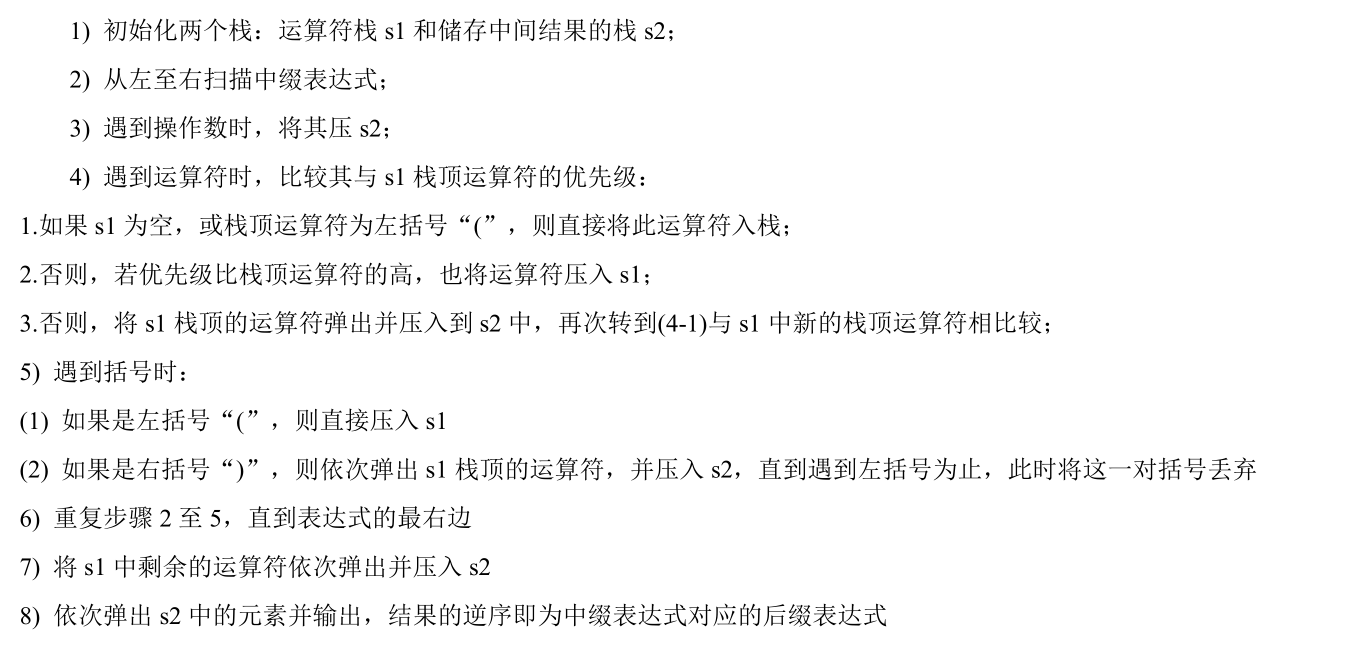 1) 初始化两个栈：运算符栈 s1 和储存中间结果的栈 s2；
2) 从左至右扫描中缀表达式；
3) 遇到操作数时，将其压 s2；
4) 遇到运算符时，比较其与 s1 栈顶运算符的优先级：
1.如果 s1 为空，或栈顶运算符为左括号“(”，则直接将此运算符入栈；
2.否则，若优先级比栈顶运算符的高，也将运算符压入 s1；
3.否则，将 s1 栈顶的运算符弹出并压入到 s2 中，再次转到(4-1)与 s1 中新的栈顶运算符相比较；
5) 遇到括号时：
(1) 如果是左括号“(”，则直接压入 s1
(2) 如果是右括号“)”，则依次弹出 s1 栈顶的运算符，并压入 s2，直到遇到左括号为止，此时将这一对括号丢弃
6) 重复步骤 2 至 5，直到表达式的最右边
7) 将 s1 中剩余的运算符依次弹出并压入 s2
8) 依次弹出 s2 中的元素并输出，结果的逆序即为中缀表达式对应的后缀表达式